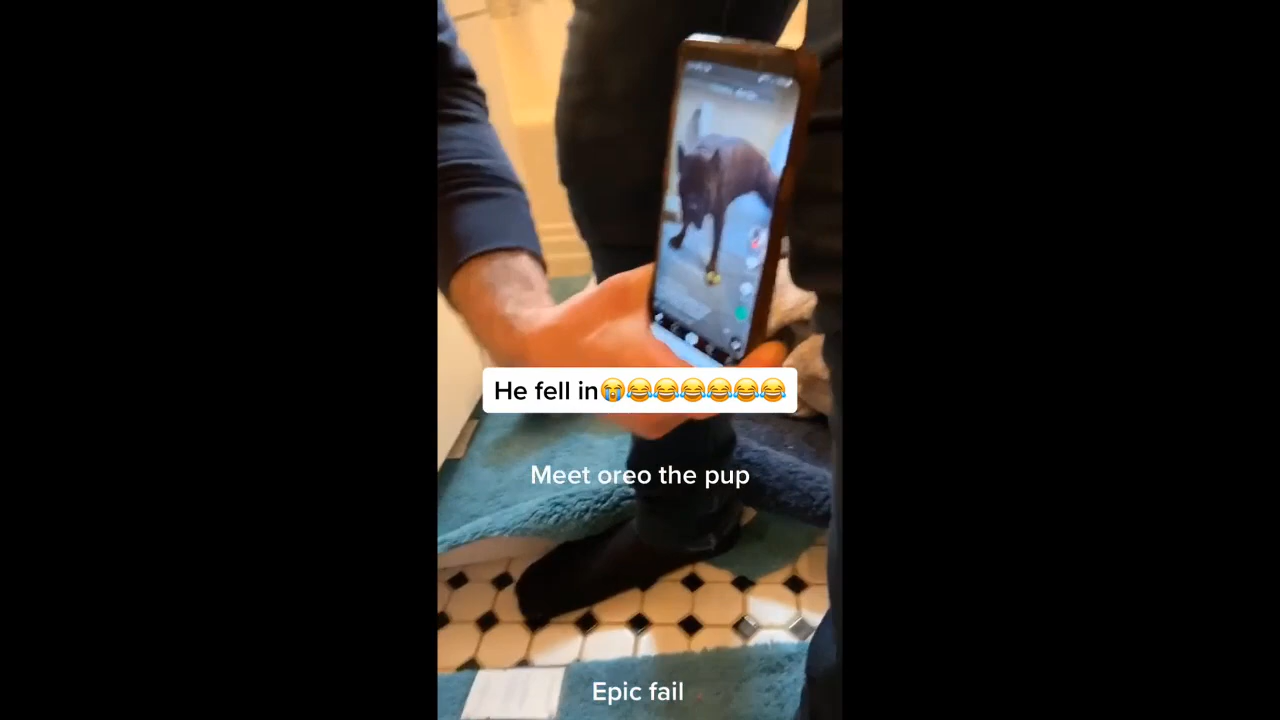 He fell in😭😂😂😂😂😂😂
Meet oreo the pup
Epic fail